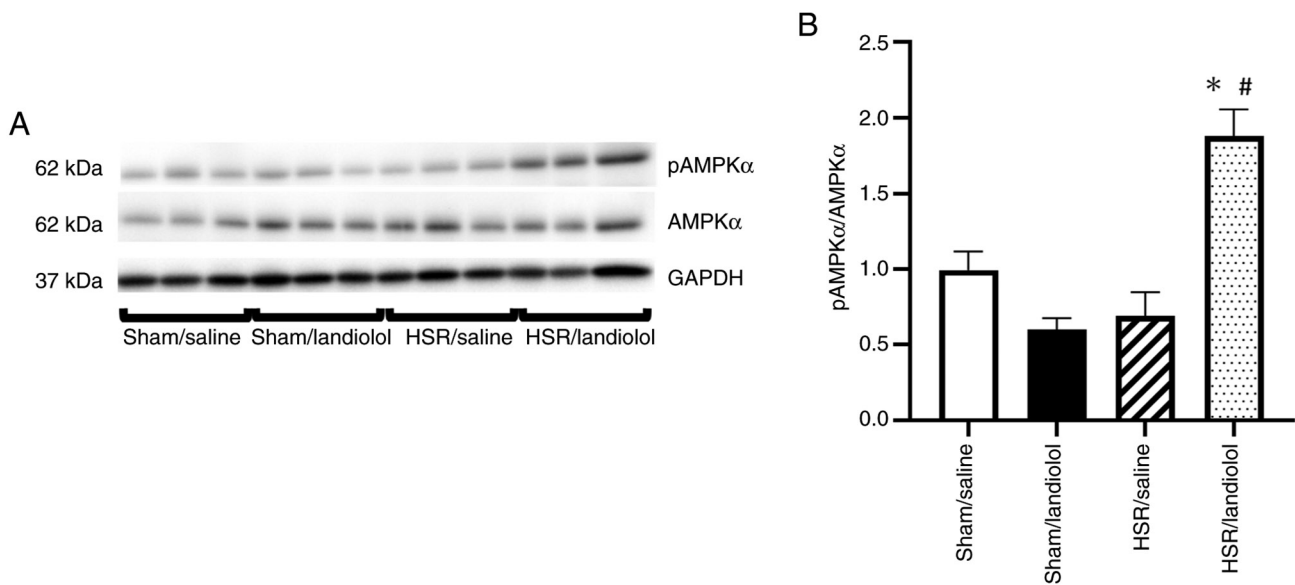 A
62 kDa
pAMPKα
62 kDa
AMPKα
37 kDa
GAPDH
Sham/saline Sham/landiolol HSR/saline HSR/landiolol
B
pAMPKα/AMPKα
2.5
2.0
1.5
1.0
0.5
0.0
* #
Sham/saline
Sham/landiolol
HSR/saline
HSR/landiolol